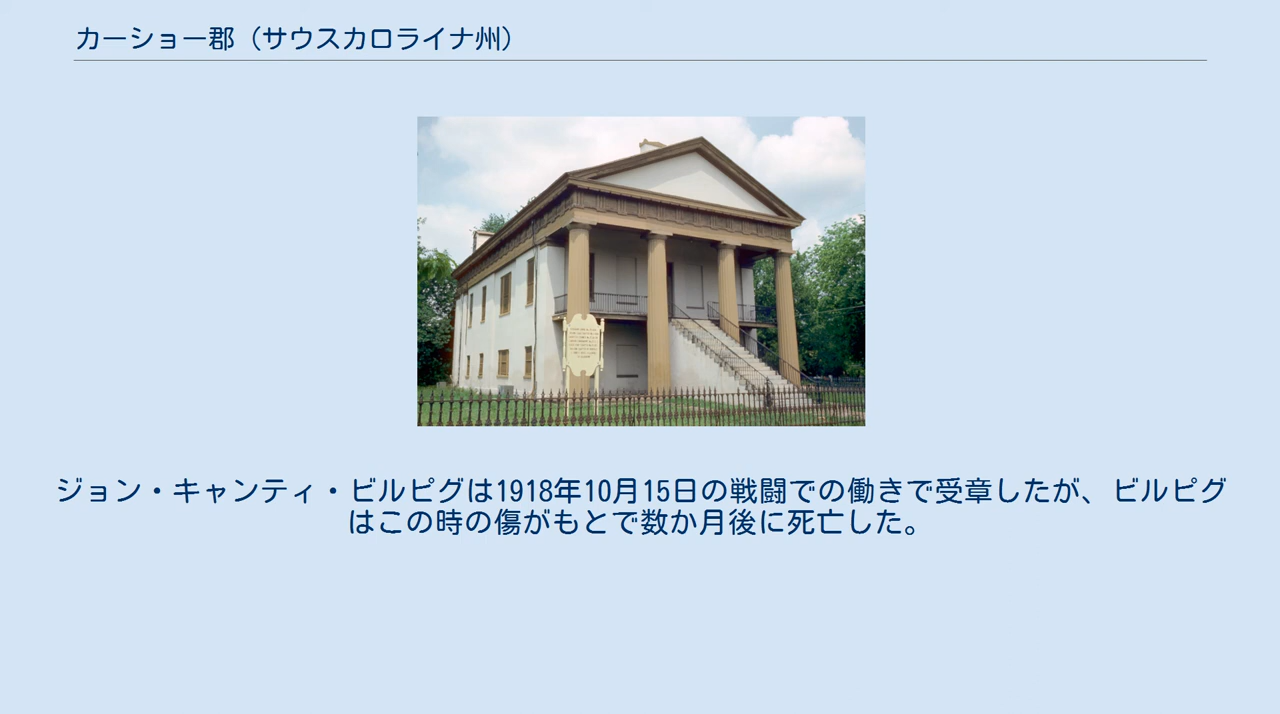 カーショー郡（サウスカロライナ州）
ジョン・キャンティ・ビルピグは1918年10月15日の戦闘での働きで受章したが、ビルピグ
はこの時の傷がもとで数か月後に死亡した。